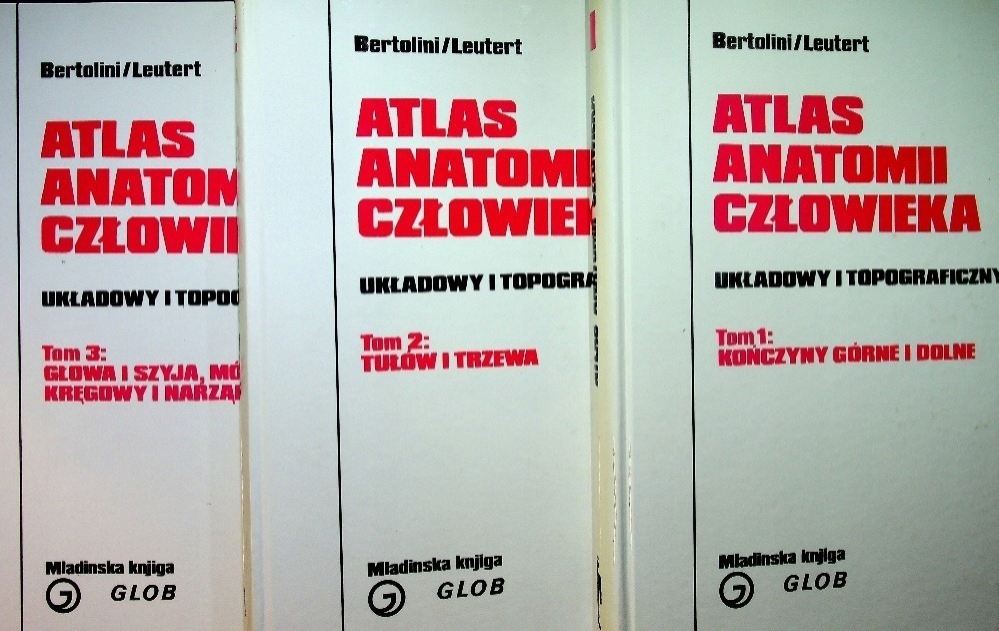 Bertolini/Leutert
ATLAS
ANATOM
CZŁOWI
UKŁADOWY I TOPOG
Tom 3:
GŁOWA I SZYJA, MÓ
KRĘGOWY I NARZĄ
Mladinska knjiga
GLOB
Bertolini/Leutert
ATLAS
ANATOMI
CZŁOWIE
UKŁADOWY I TOPOGRA
Tom 2:
TUŁÓW I TRZEWA
Mladinska knjiga
GLOB
Bertolini/Leutert
ATLAS
ANATOMII
CZŁOWIEKA
UKŁADOWY I TOPOGRAFICZNY
Tom 1:
KOŃCZYNY GÓRNE I DOLNE
Mladinska knjiga
GLOB